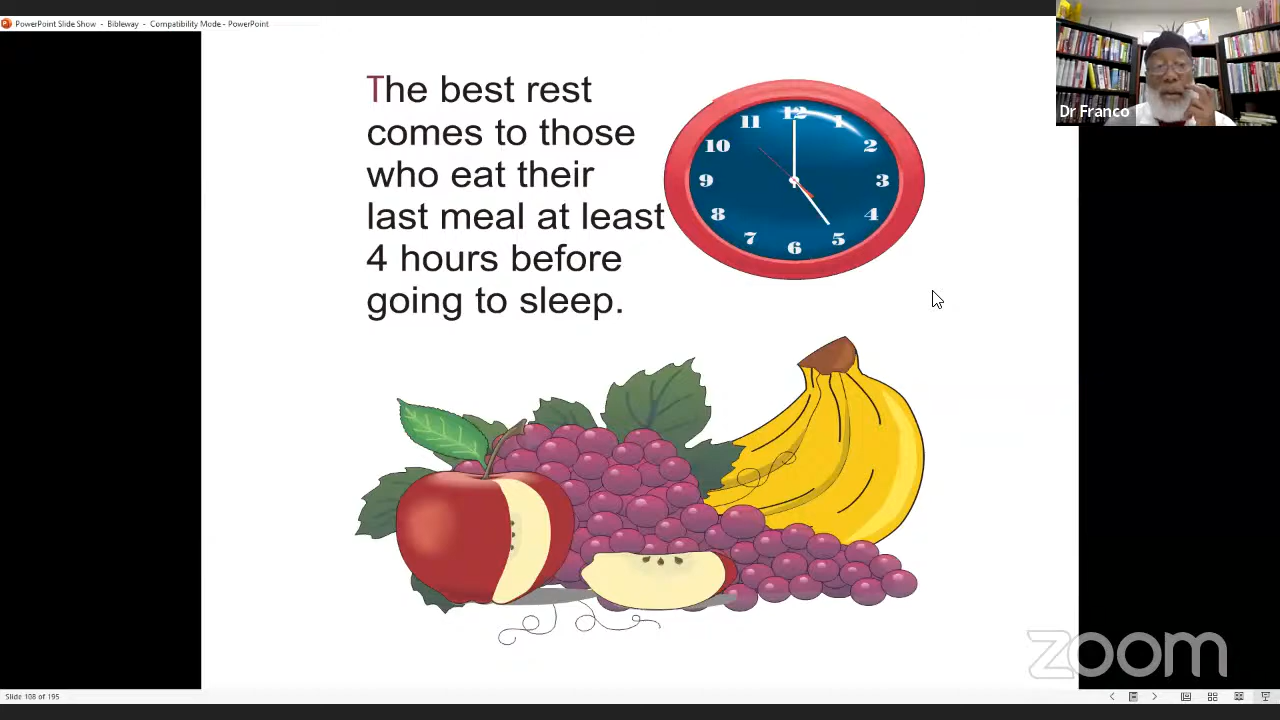 PowerPoint Slide Show - Bibleway - Compatibility Mode - PowerPoint
Dr Franco
The best rest
comes to those
who eat their
last meal at least
4 hours before
going to sleep.
12
1
2
3
4
5
6
7
8
9
10
11
zoom
Slide 108 of 195